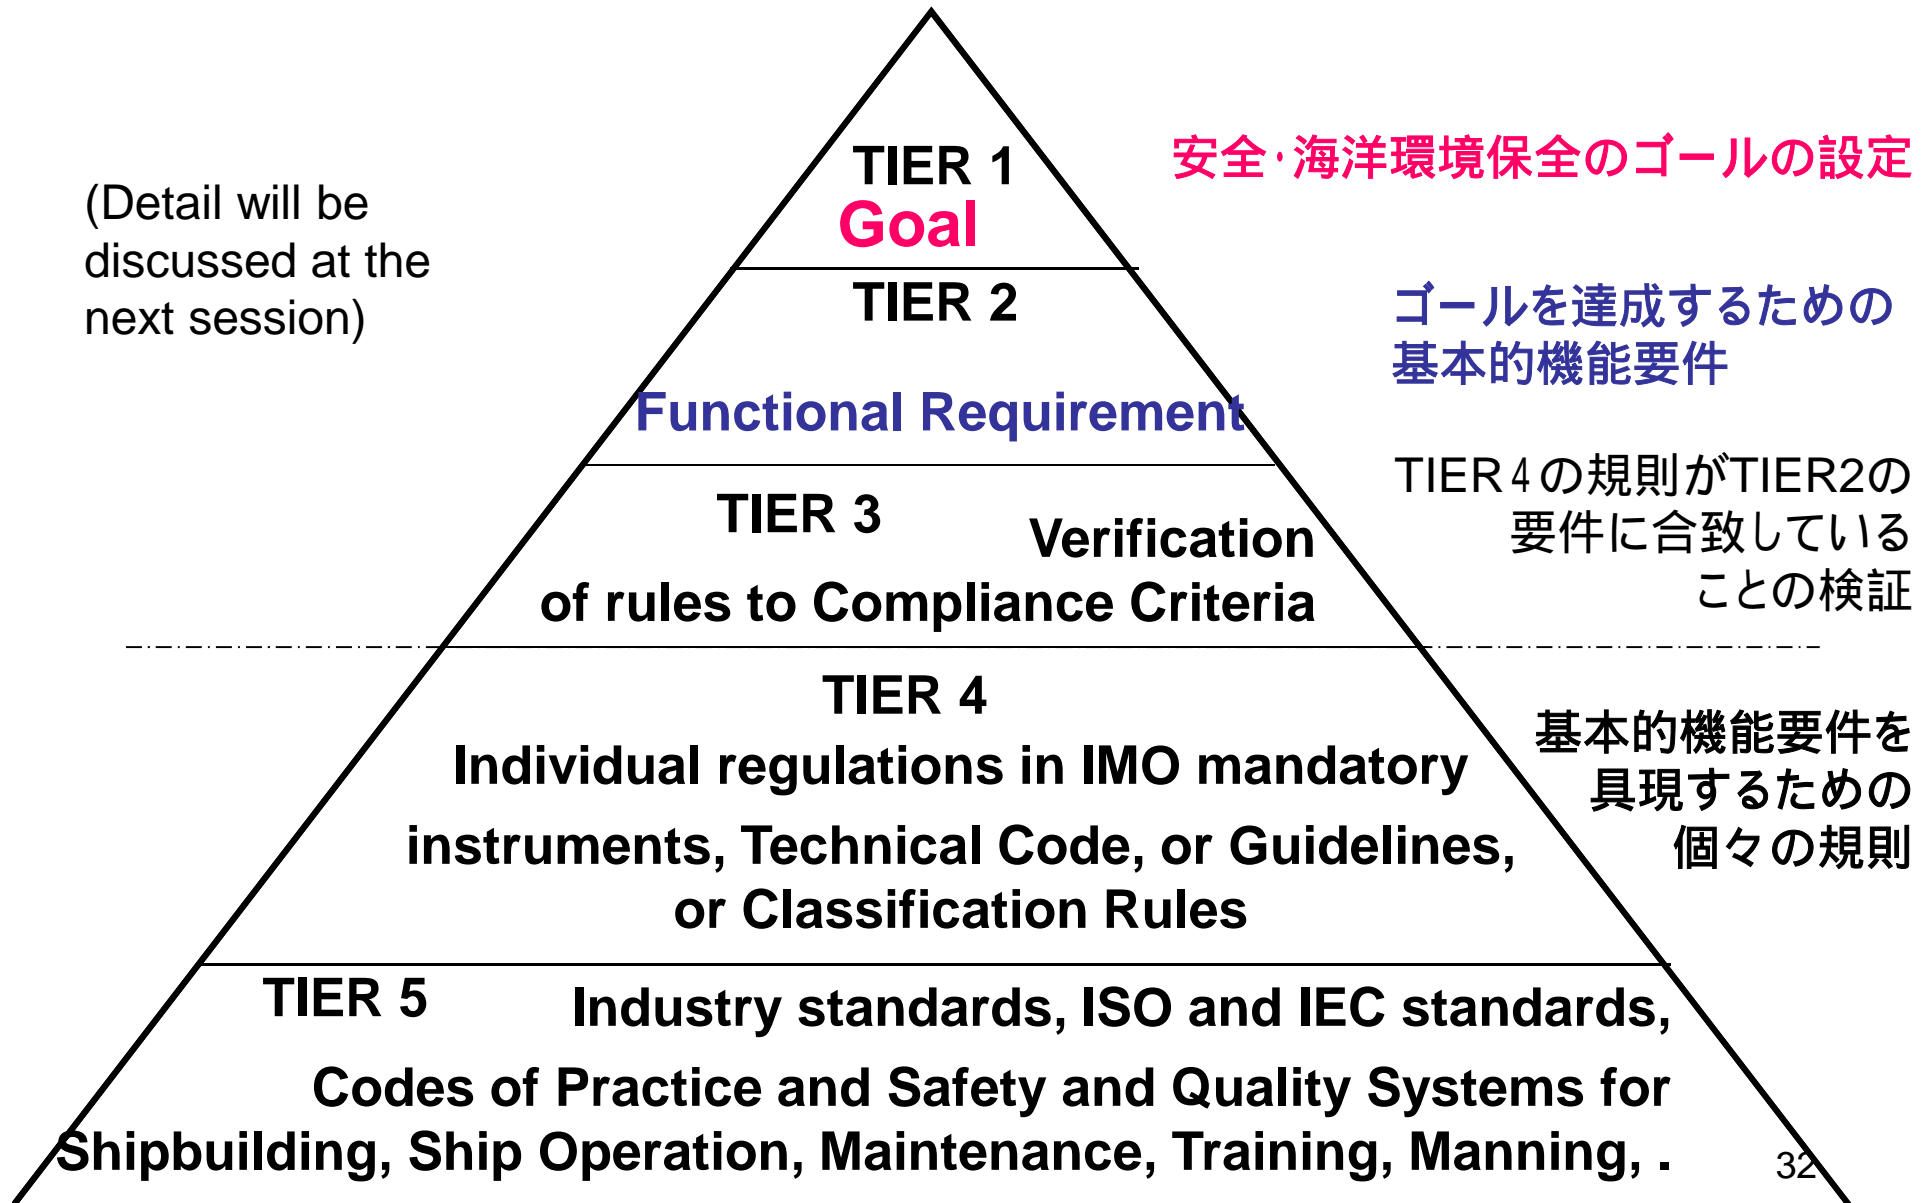 (Detail will be
discussed at the
next session)
TIER 1
Goal
安全・海洋環境保全のゴールの設定
TIER 2
Functional Requirement
ゴールを達成するための
基本的機能要件
TIER 3
Verification
of rules to Compliance Criteria
TIER４の規則がTIER2の
要件に合致している
ことの検証
TIER 4
Individual regulations in IMO mandatory
instruments, Technical Code, or Guidelines,
or Classification Rules
基本的機能要件を
具現するための
個々の規則
TIER 5
Industry standards, ISO and IEC standards,
Codes of Practice and Safety and Quality Systems for
Shipbuilding, Ship Operation, Maintenance, Training, Manning, .
32